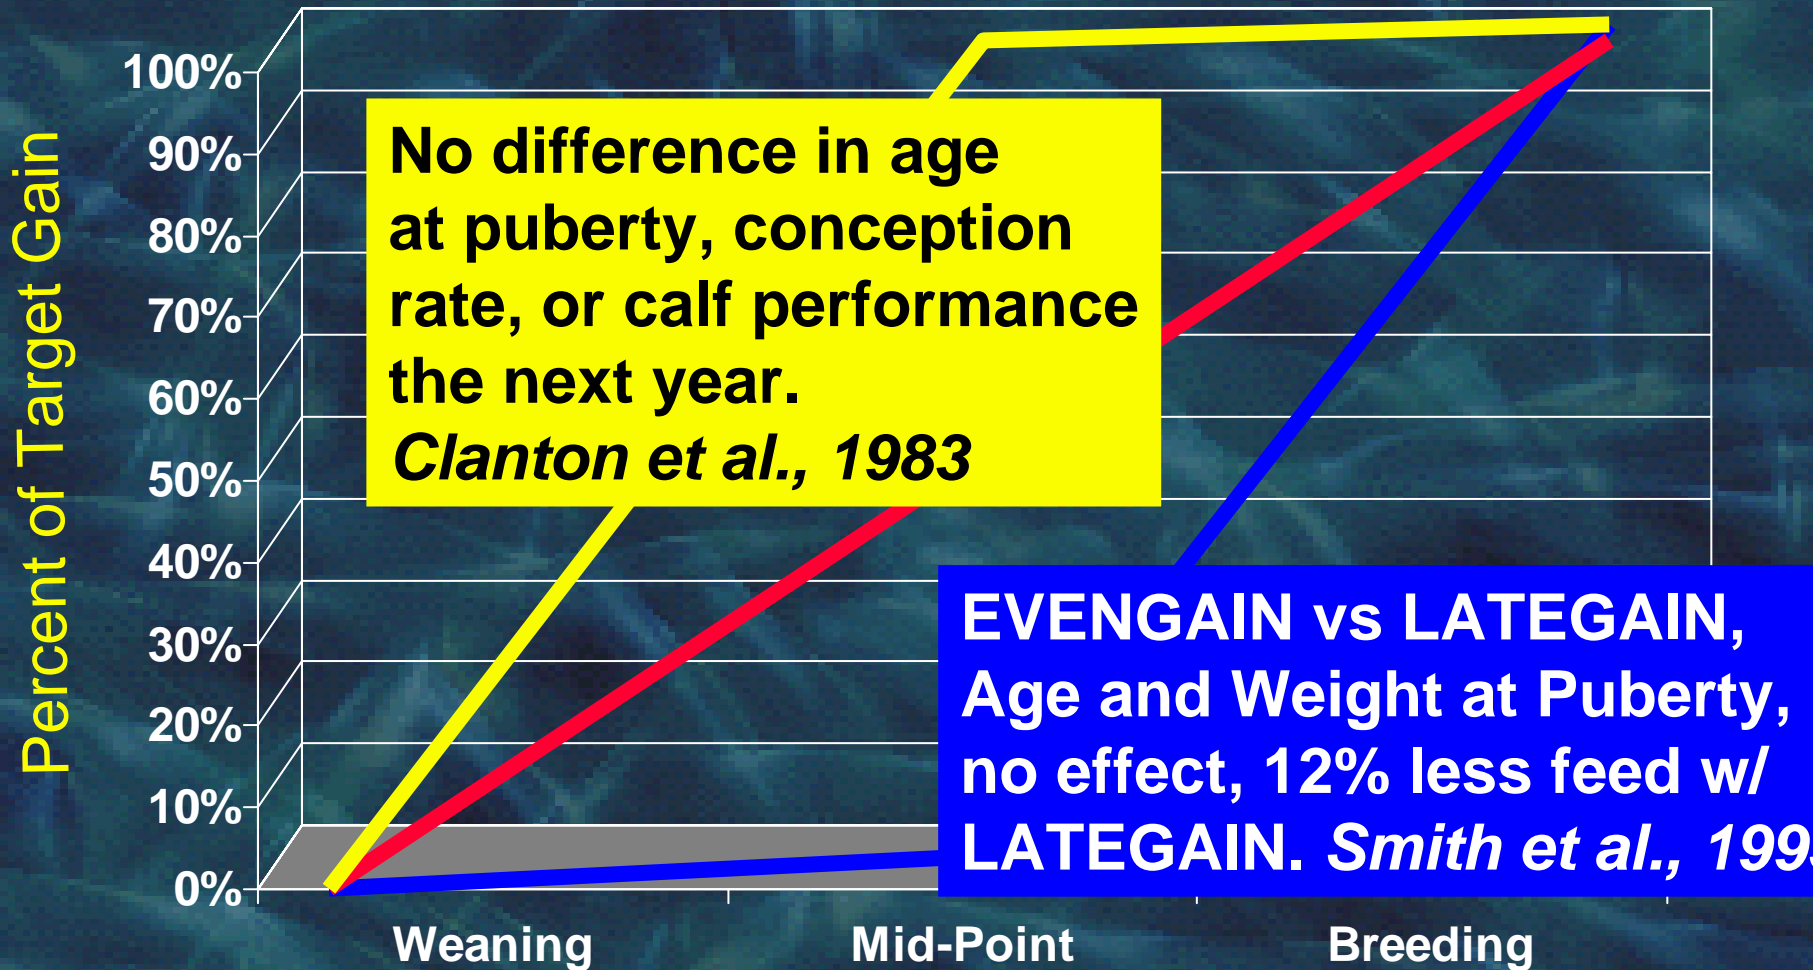 Percent of Target Gain
100%
90%
80%
70%
60%
50%
40%
30%
20%
10%
0%
No difference in age
at puberty, conception
rate, or calf performance
the next year.
Clanton et al., 1983
EVENGAIN vs LATEGAIN,
Age and Weight at Puberty,
no effect, 12% less feed w/
LATEGAIN. Smith et al.,
Weaning
Mid-Point
Breeding